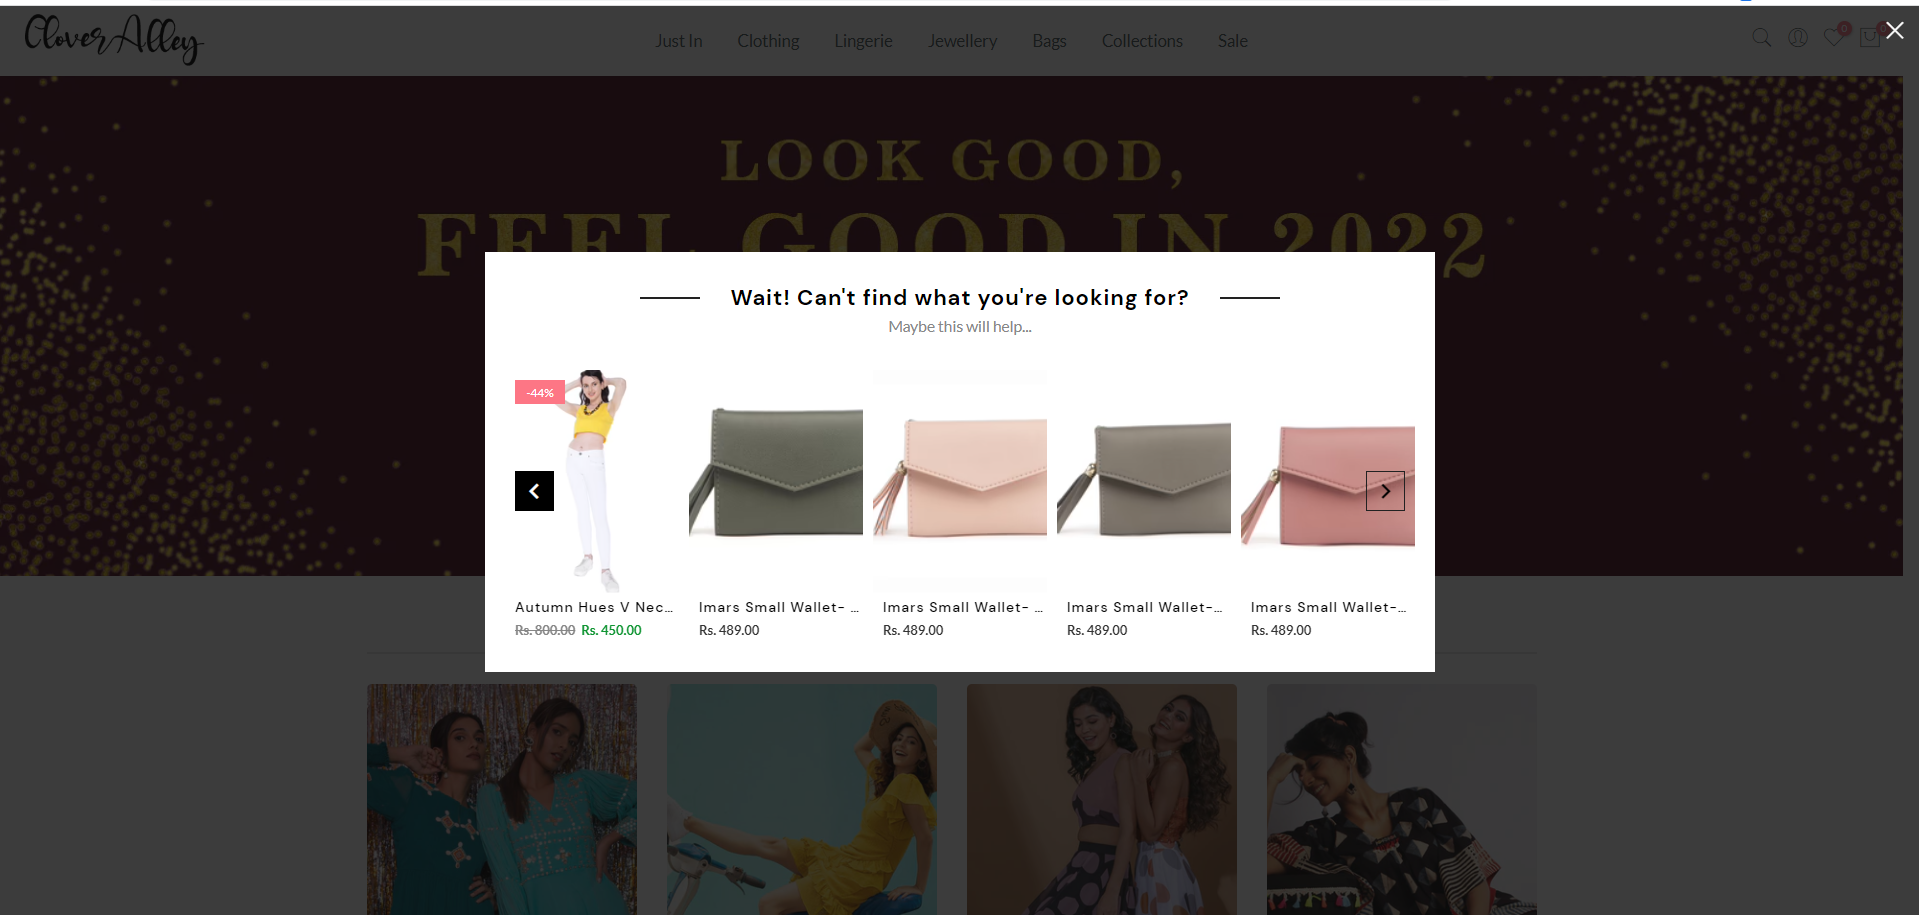 Clover Alley
Just In Clothing Lingerie Jewellery Bags Collections Sale
0 0
LOOK GOOD,
FEEL GOOD IN 2022
Wait! Can't find what you're looking for?
Maybe this will help...
-44%
Autumn Hues V Nec... Imars Small Wallet- ... Imars Small Wallet- ... Imars Small Wallet-... Imars Small Wallet-...
Rs. 800.00 Rs. 450.00 Rs. 489.00 Rs. 489.00 Rs. 489.00 Rs. 489.00